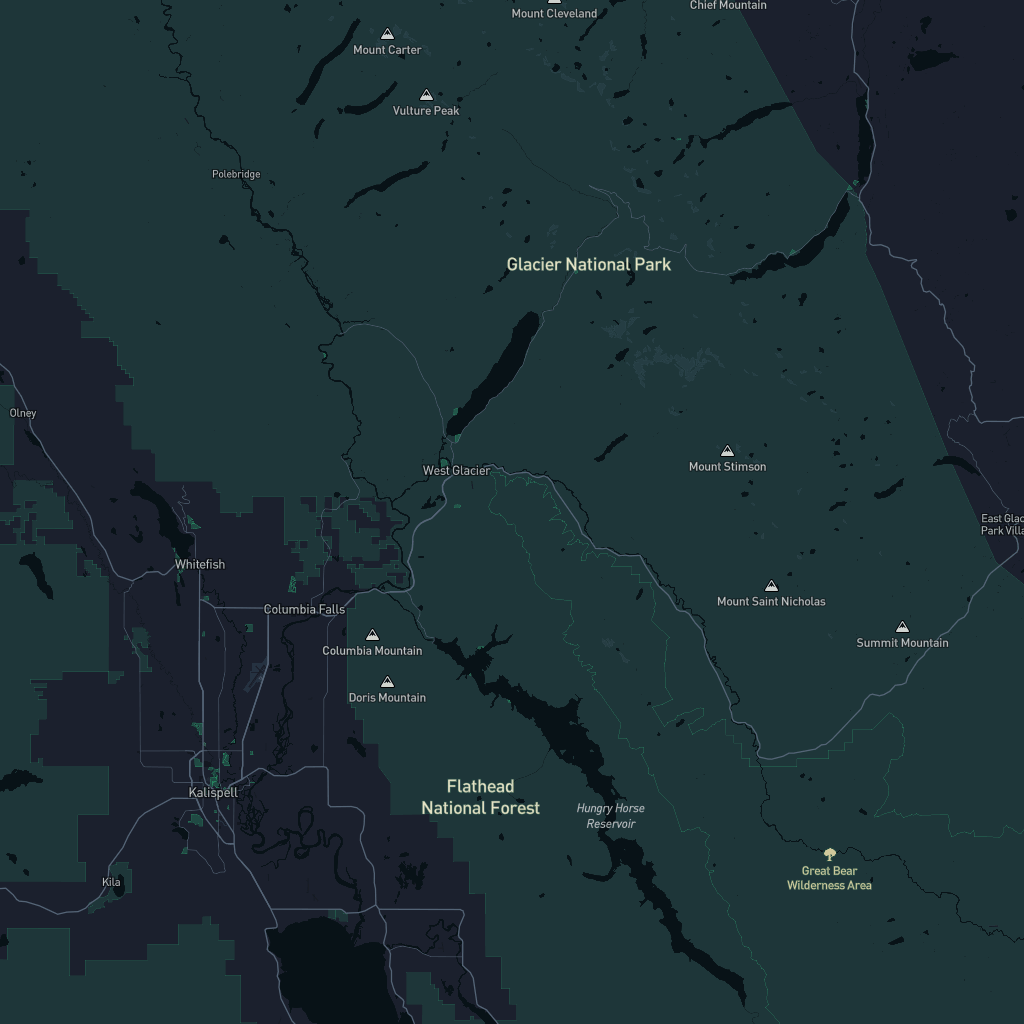 Chief Mountain
Mount Cleveland
Mount Carter
Vulture Peak
Polebridge
Glacier National Park
Olney
West Glacier
Mount Stimson
East Glac
Park Villa
Whitefish
Columbia Falls
Mount Saint Nicholas
Summit Mountain
Columbia Mountain
Doris Mountain
Flathead
National Forest
Kalispell
Hungry Horse
Reservoir
Great Bear
Wilderness Area
Kila